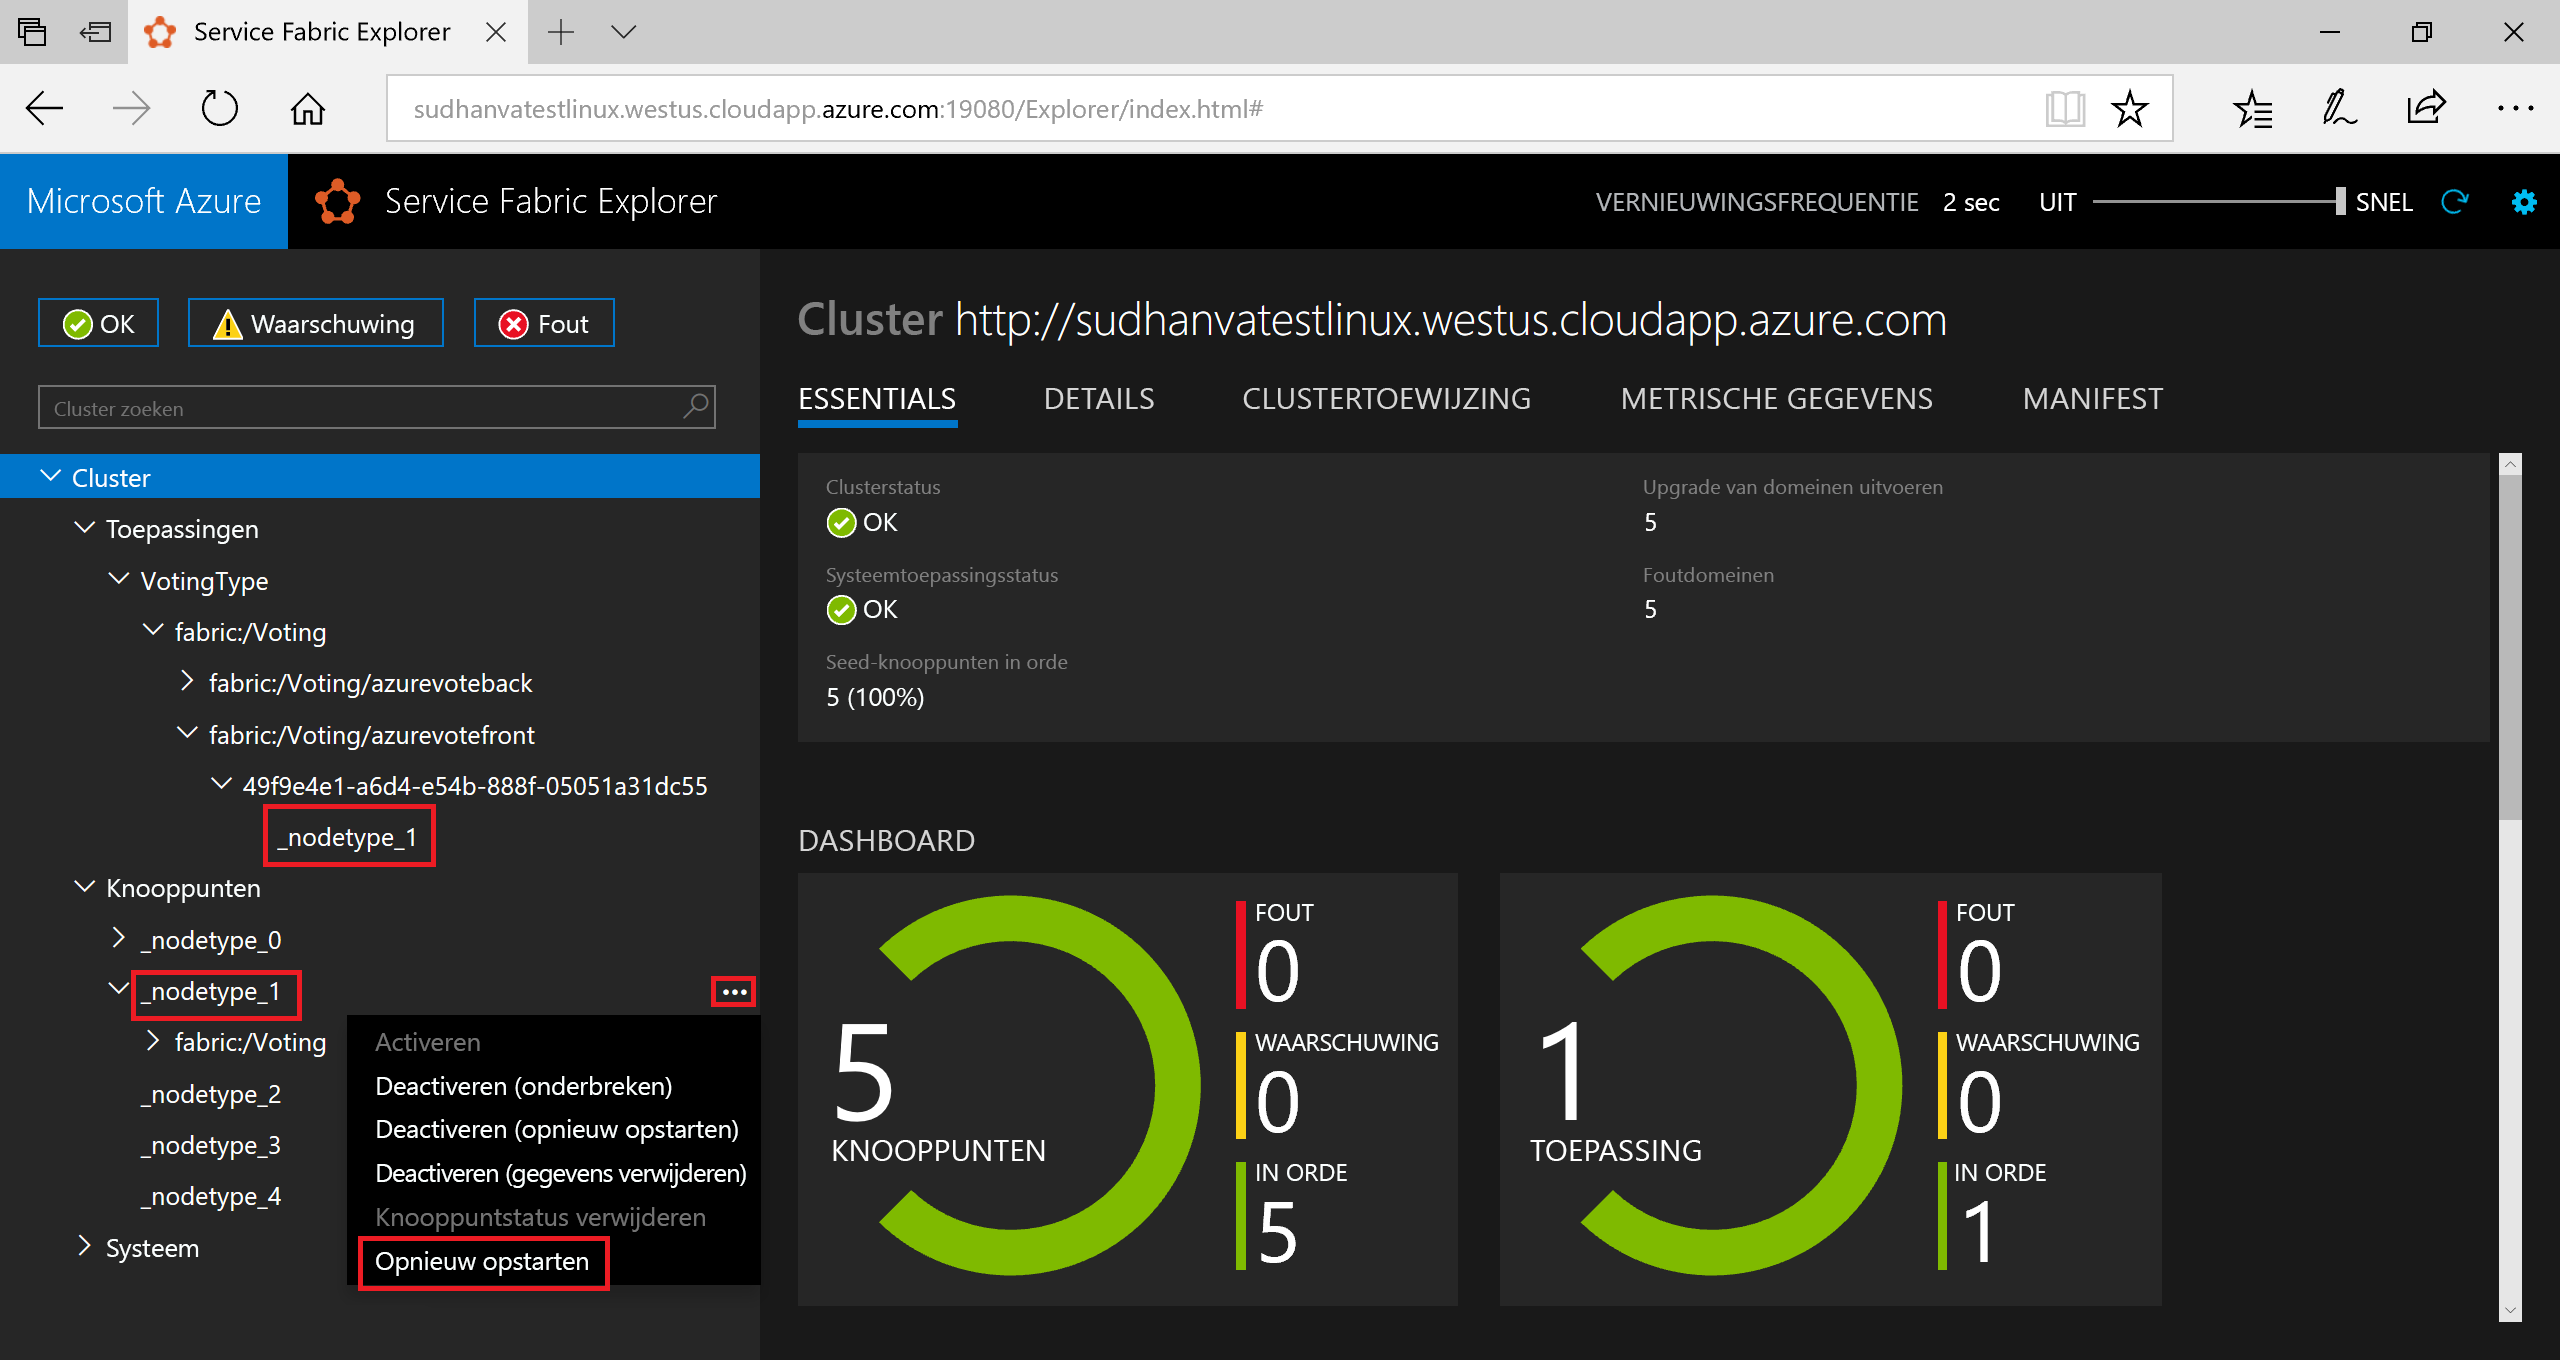 Service Fabric Explorer
sudhanvatestlinux.westus.cloudapp.azure.com:19080/Explorer/index.html#
Microsoft Azure
Service Fabric Explorer
VERNIEUWINGSFREQUENTIE 2 sec UIT SNEL
OK
Waarschuwing
Fout
Cluster zoeken
Cluster
Toepassingen
VotingType
fabric:/Voting
fabric:/Voting/azurevoteback
fabric:/Voting/azurevotefront
49f9e4e1-a6d4-e54b-888f-05051a31dc55
_nodetype_1
Knooppunten
_nodetype_0
_nodetype_1
fabric:/Voting
_nodetype_2
_nodetype_3
_nodetype_4
Systeem
Activeren
Deactiveren (onderbreken)
Deactiveren (opnieuw opstarten)
Deactiveren (gegevens verwijderen)
Knooppuntstatus verwijderen
Opnieuw opstarten
Cluster http://sudhanvatestlinux.westus.cloudapp.azure.com
ESSENTIALS
DETAILS
CLUSTERTOEWIJZING
METRISCHE GEGEVENS
MANIFEST
Clusterstatus
OK
Upgrade van domeinen uitvoeren
5
Systeemtoepassingsstatus
OK
Foutdomeinen
5
Seed-knooppunten in orde
5 (100%)
DASHBOARD
5
KNOOPPUNTEN
FOUT
0
WAARSCHUWING
0
IN ORDE
5
1
TOEPASSING
FOUT
0
WAARSCHUWING
0
IN ORDE
1